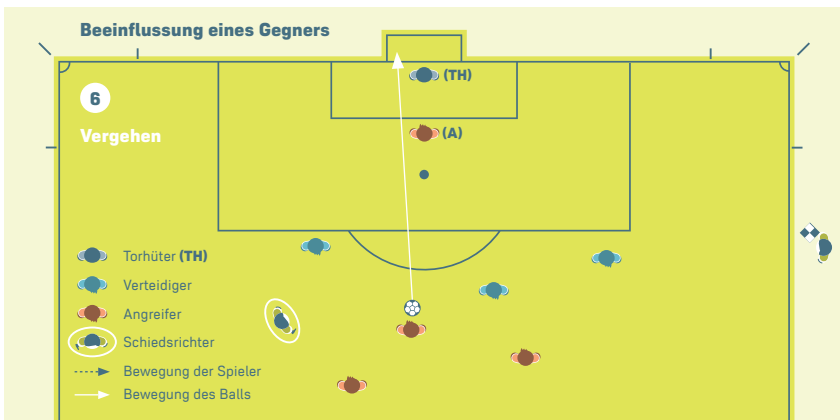 Beeinflussung eines Gegners
(TH)
6
(A)
Vergehen
Torhüter (TH)
Verteidiger
Angreifer
Schiedsrichter
Bewegung der Spieler
Bewegung des Balls